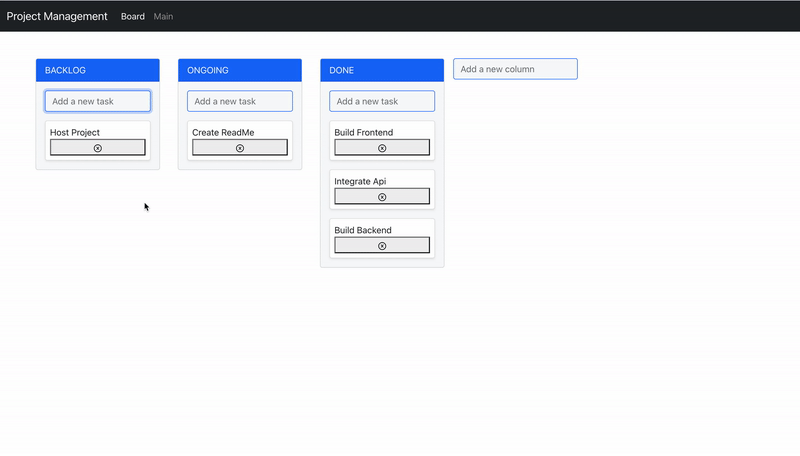 Project Management Board Main
BACKLOG
Add a new task
Host Project
ONGOING
Add a new task
Create ReadMe
DONE
Add a new task
Build Frontend
Integrate Api
Build Backend
Add a new column